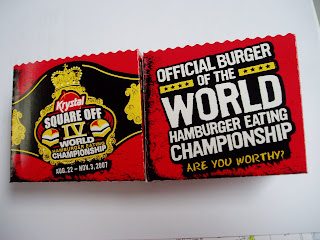 Krystal
SQUARE OFF
IV
WORLD
HAMBURGER EATING
CHAMPIONSHIP
AUG. 22 - NOV. 3, 2007
OFFICIAL BURGER
OF THE
WORLD
HAMBURGER EATING
CHAMPIONSHIP
ARE YOU WORTHY?